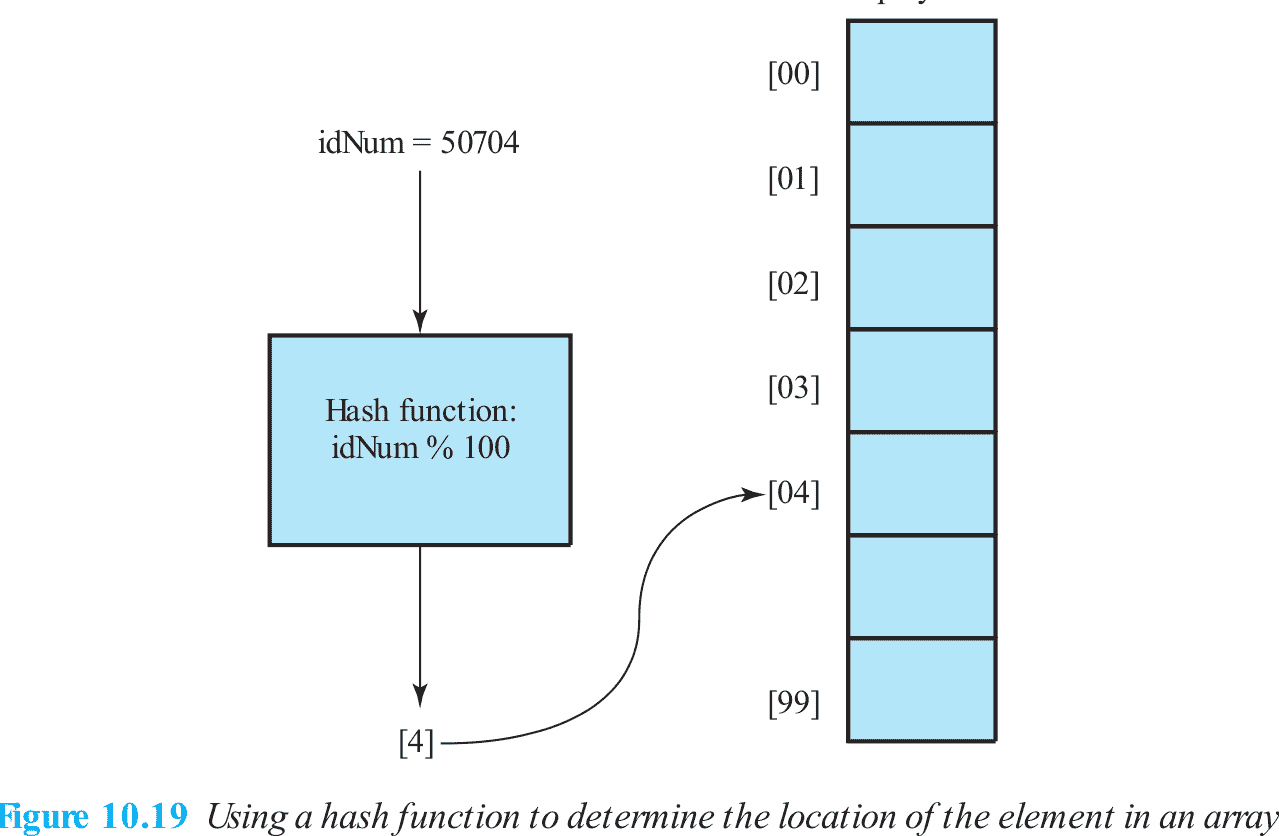 [00]
idNum = 50704
[01]
[02]
[03]
Hash function:
idNum % 100
[04]
[99]
[4]
Figure 10.19 Using a hash function to determine the location of the element in an array